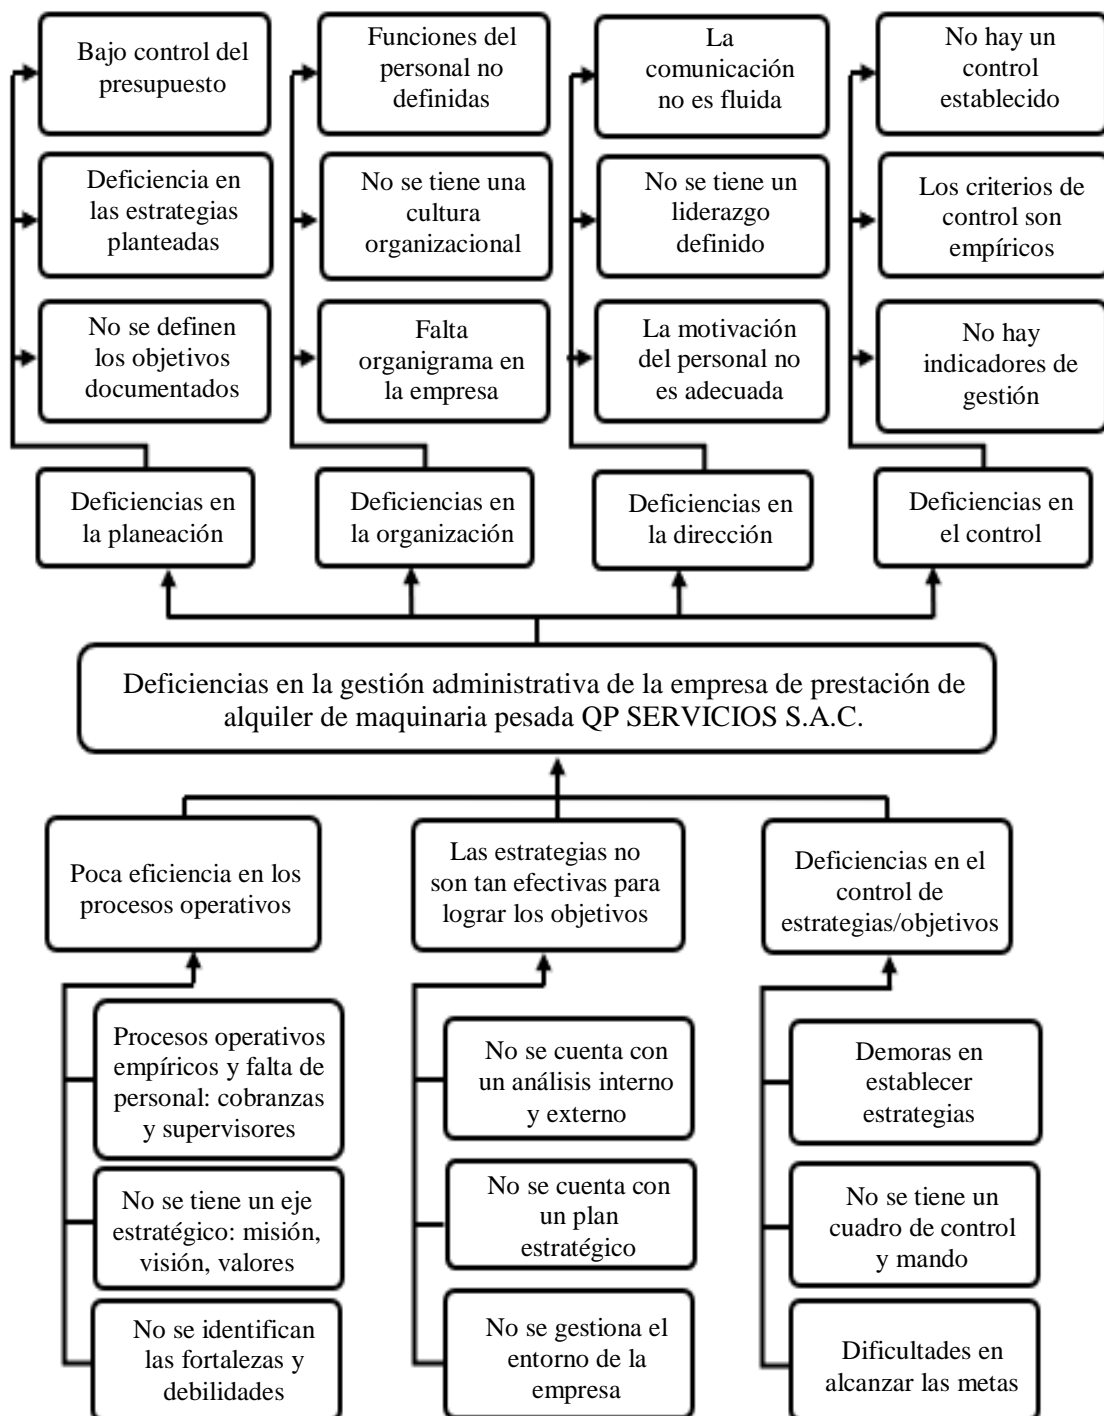 Bajo control del
presupuesto
Funciones del
personal no
definidas
La
comunicación
no es fluida
No hay un
control
establecido
Deficiencia en
las estrategias
planteadas
No se tiene una
cultura
organizacional
No se tiene un
liderazgo
definido
Los criterios de
control son
empíricos
No se definen
los objetivos
documentados
Falta
organigrama en
la empresa
La motivación
del personal no
es adecuada
No hay
indicadores de
gestión
Deficiencias en
la planeación
Deficiencias en
la organización
Deficiencias en
la dirección
Deficiencias en
el control
Deficiencias en la gestión administrativa de la empresa de prestación de
alquiler de maquinaria pesada QP SERVICIOS S.A.C.
Poca eficiencia en los
procesos operativos
Las estrategias no
son tan efectivas para
lograr los objetivos
Deficiencias en el
control de
estrategias/objetivos
Procesos operativos
empíricos y falta de
personal: cobranzas
y supervisores
No se cuenta con
un análisis interno
y externo
Demoras en
establecer
estrategias
No se tiene un eje
estratégico: misión,
visión, valores
No se cuenta con
un plan
estratégico
No se tiene un
cuadro de control
y mando
No se identifican
las fortalezas y
debilidades
No se gestiona el
entorno de la
empresa
Dificultades en
alcanzar las metas